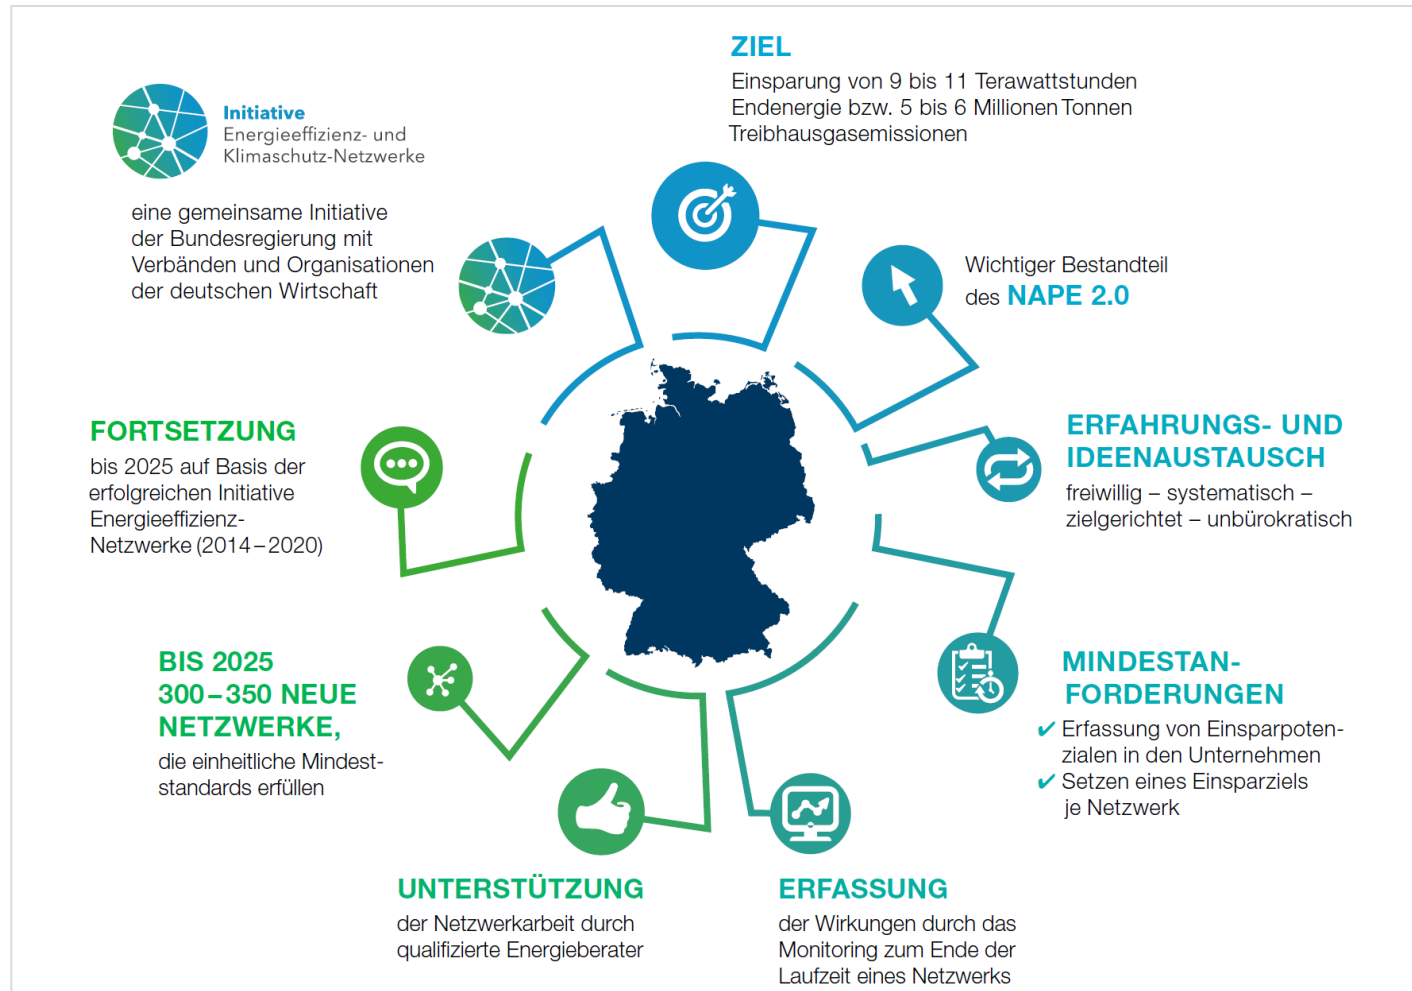 Initiative
Energieeffizienz- und
Klimaschutz-Netzwerke
eine gemeinsame Initiative
der Bundesregierung mit
Verbänden und Organisationen
der deutschen Wirtschaft
ZIEL
Einsparung von 9 bis 11 Terawattstunden
Endenergie bzw. 5 bis 6 Millionen Tonnen
Treibhausgasemissionen
Wichtiger Bestandteil
des NAPE 2.0
ERFAHRUNGS- UND
IDEENAUSTAUSCH
freiwillig – systematisch –
zielgerichtet – unbürokratisch
MINDESTAN-
FORDERUNGEN
✔ Erfassung von Einsparpoten-
zialen in den Unternehmen
✔ Setzen eines Einsparziels
je Netzwerk
ERFASSUNG
der Wirkungen durch das
Monitoring zum Ende der
Laufzeit eines Netzwerks
UNTERSTÜTZUNG
der Netzwerkarbeit durch
qualifizierte Energieberater
BIS 2025
300–350 NEUE
NETZWERKE,
die einheitliche Mindest-
standards erfüllen
FORTSETZUNG
bis 2025 auf Basis der
erfolgreichen Initiative
Energieeffizienz-
Netzwerke (2014–2020)